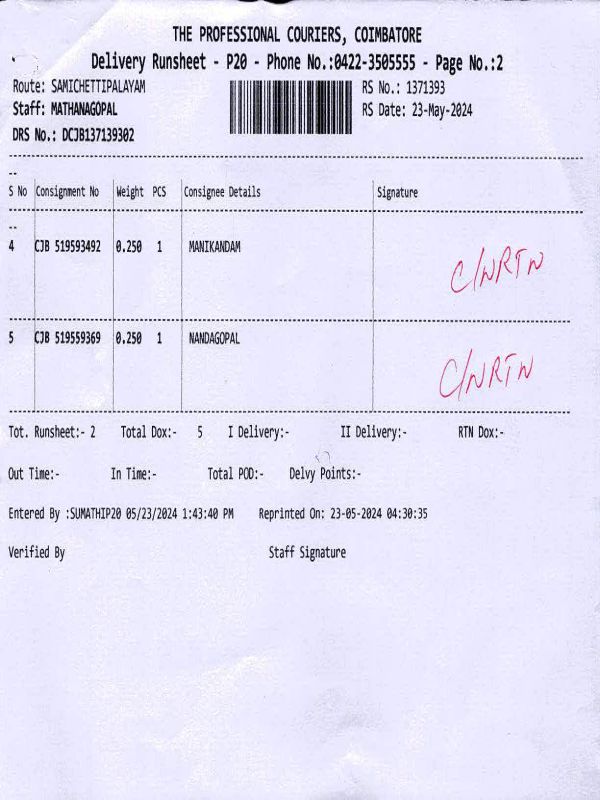 THE PROFESSIONAL COURIERS, COIMBATORE
Delivery Runsheet - P20 - Phone No.:0422-3505555 - Page No.:2
Route: SAMICHETTIPALAYAM
RS No.: 1371393
Staff: MATHANAGOPAL
RS Date: 23-May-2024
DRS No.: DCJB137139302
--
S No Consignment No Weight PCS Consignee Details Signature
--
4 CJB 519593492 0.250 1 MANIKANDAM C/NRTN
5 CJB 519559369 0.250 1 NANDAGOPAL C/NRTN
Tot. Runsheet:- 2 Total Dox:- 5 I Delivery:- II Delivery:- RTN Dox:-
Out Time:- In Time:- Total POD:- Delvy Points:-
Entered By :SUMATHIP20 05/23/2024 1:43:40 PM Reprinted On: 23-05-2024 04:30:35
Verified By Staff Signature